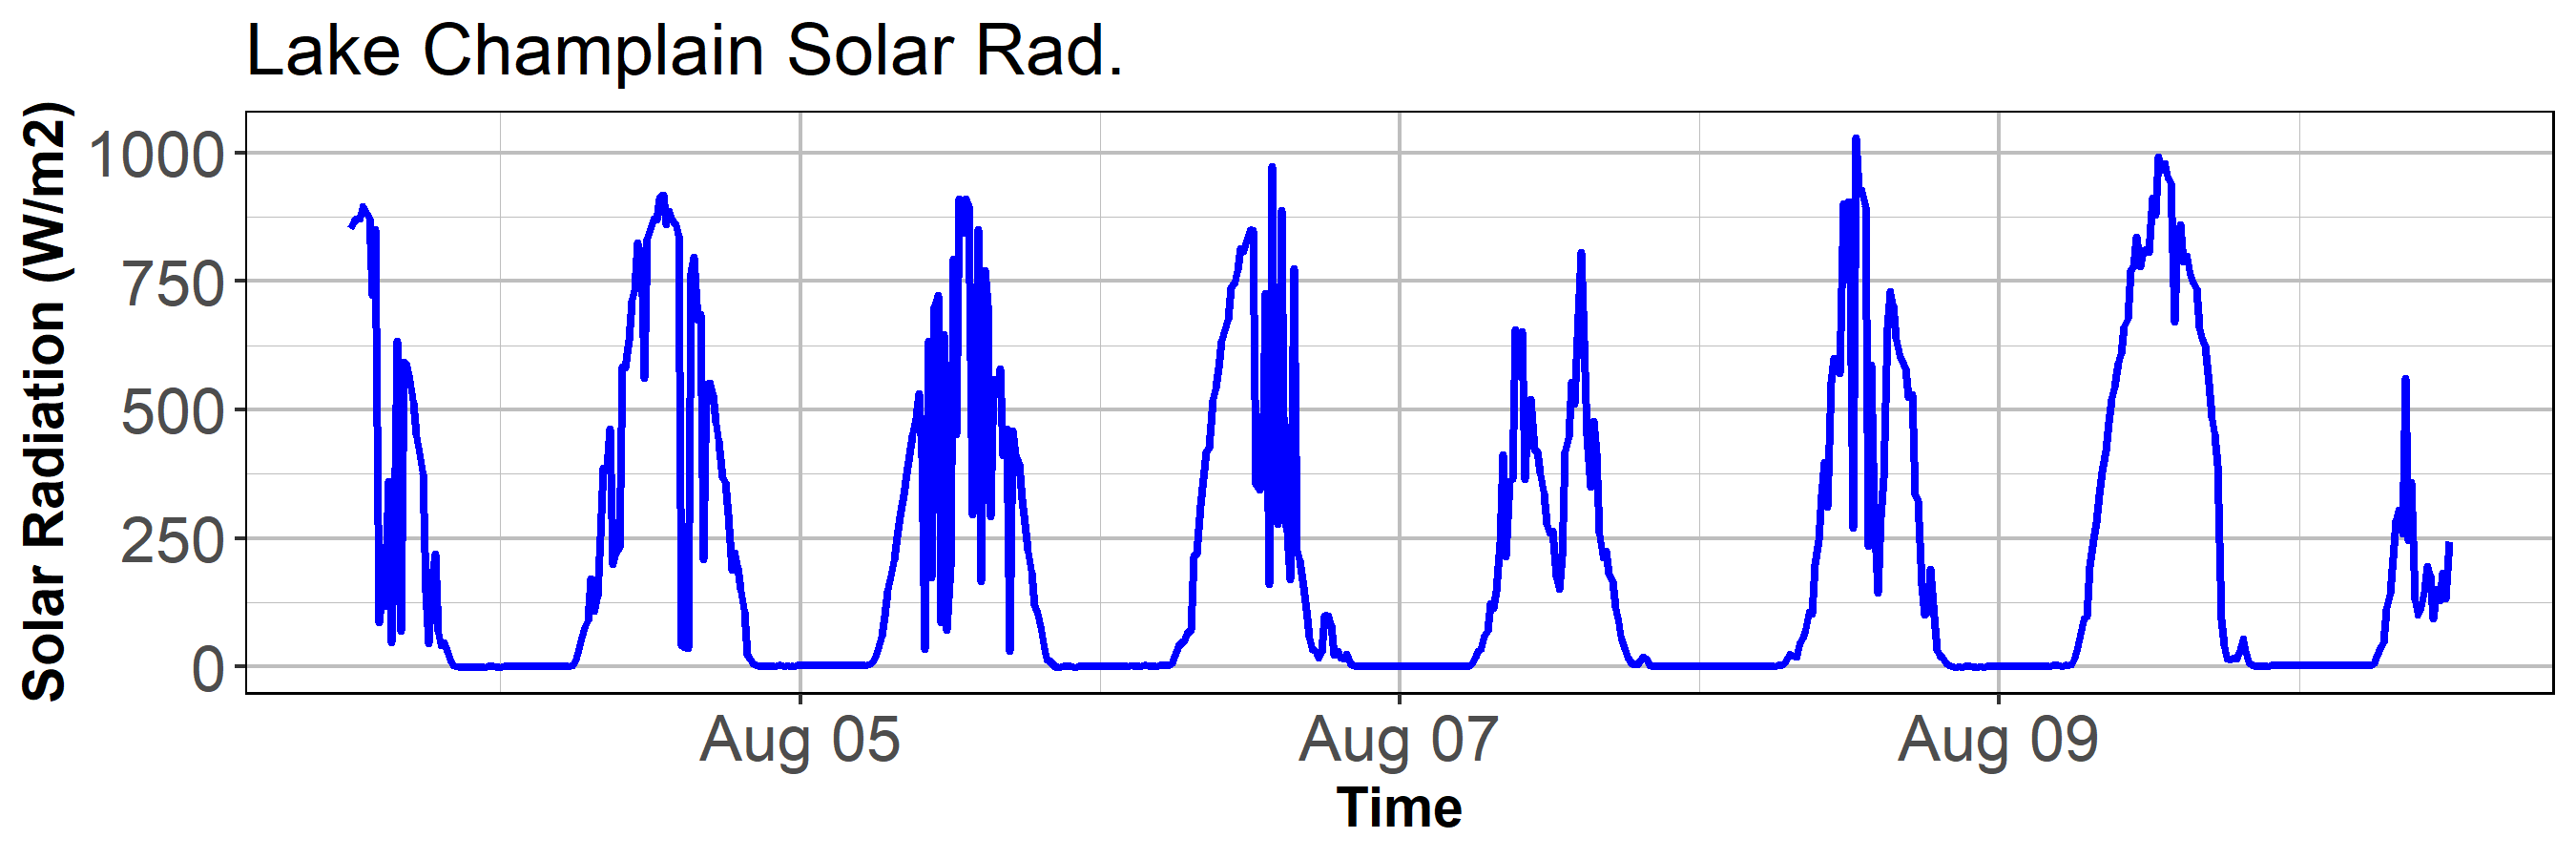 Lake Champlain Solar Rad.
Solar Radiation (W/m2)
1000
750
500
250
0
Aug 05 Aug 07 Aug 09
Time